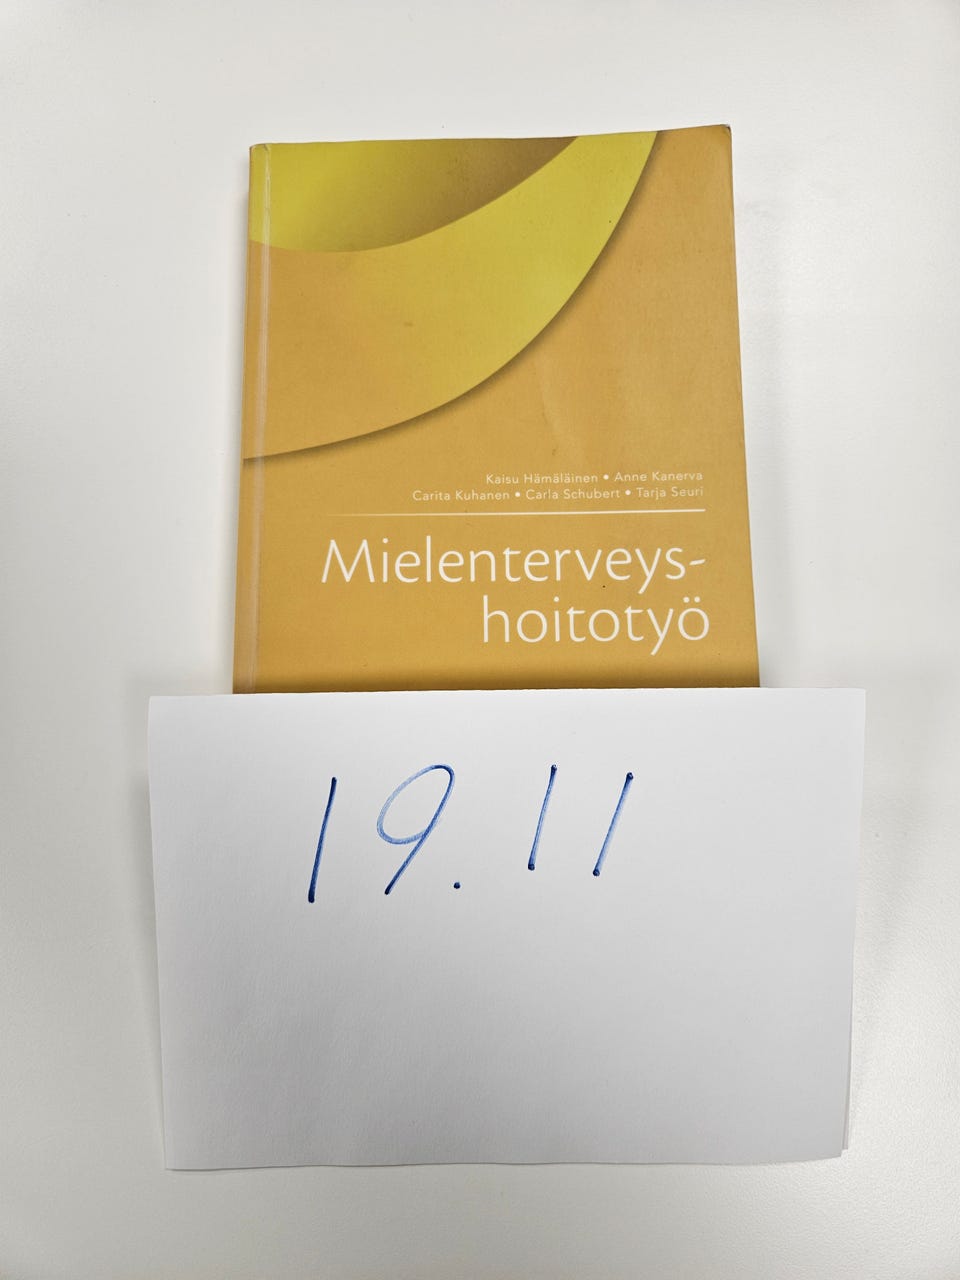 Kaisu Hämäläinen • Anne Kanerva
Carita Kuhanen • Carla Schubert • Tarja Seuri
Mielenterveys-
hoitotyö
19.11